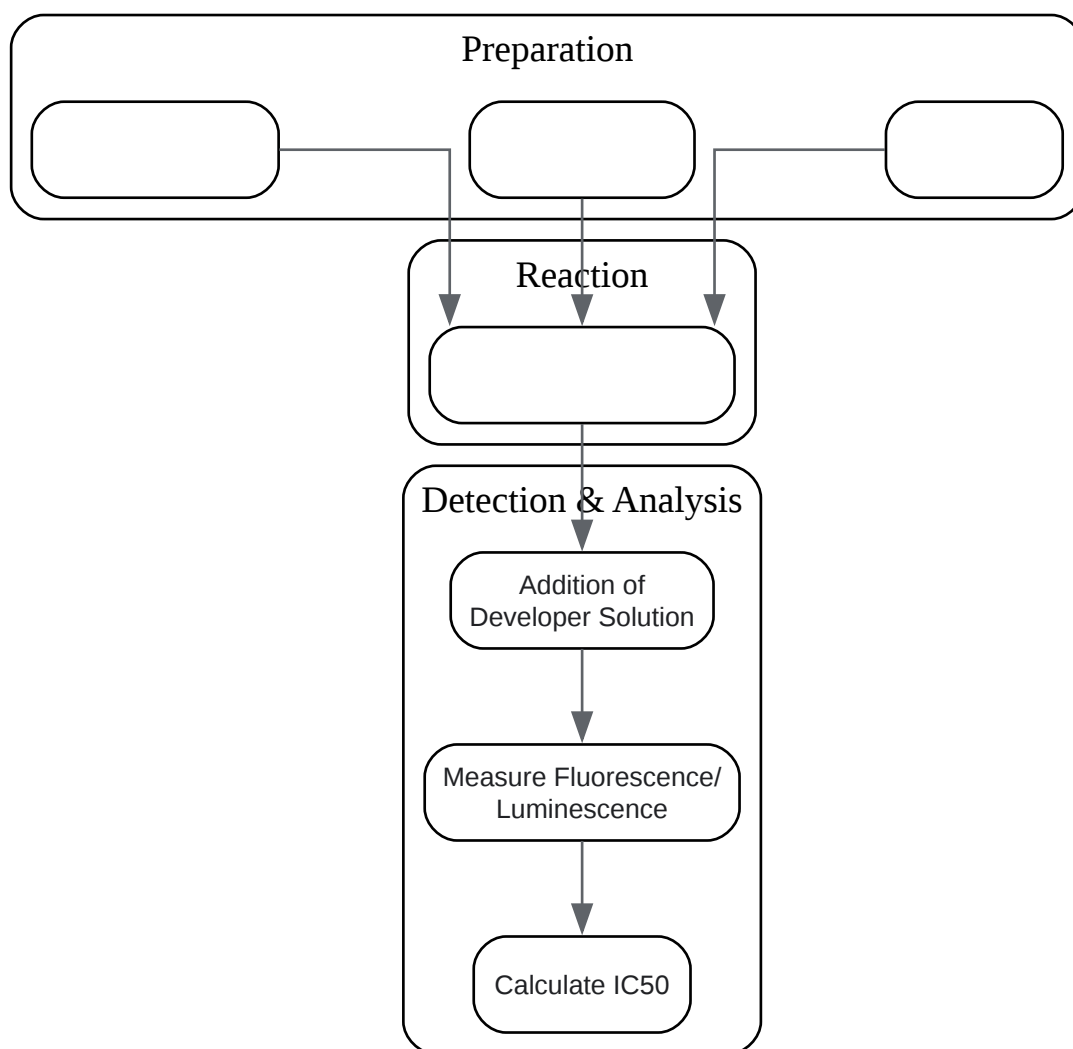 Preparation
Reaction
Detection & Analysis
Addition of
Developer Solution
Measure Fluorescence/
Luminescence
Calculate IC50